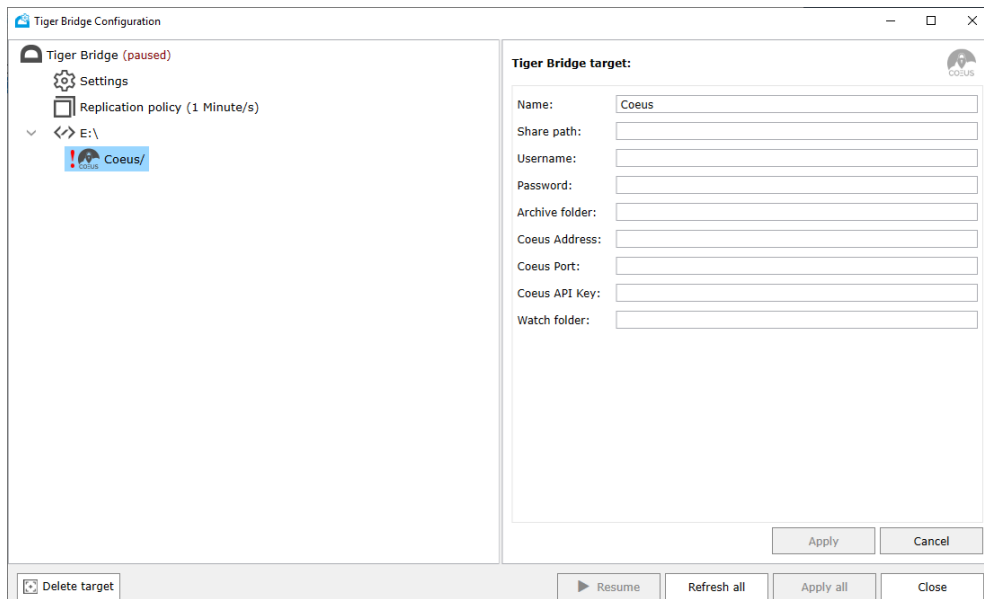 Tiger Bridge Configuration
Tiger Bridge (paused)
Settings
Replication policy (1 Minute/s)
E:\
COEUS
Coeus/
Tiger Bridge target:
COEUS
Name: Coeus
Share path:
Username:
Password:
Archive folder:
Coeus Address:
Coeus Port:
Coeus API Key:
Watch folder:
Apply Cancel
Delete target Resume Refresh all Apply all Close